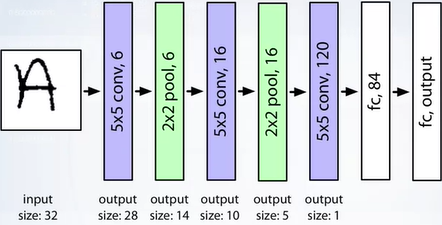 A
5x5 conv, 6
2x2 pool, 6
5x5 conv, 16
2x2 pool, 16
5x5 conv, 120
fc, 84
fc, output
input
size: 32
output
size: 28
output
size: 14
output
size: 10
output
size: 5
output
size: 1